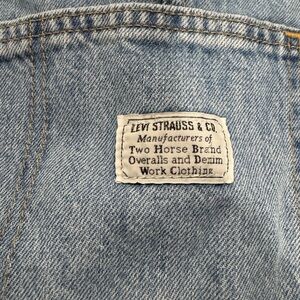 LEVI STRAUSS & CO.
Manufacturers of
Two Horse Brand
Overalls and Denim
Work Clothing